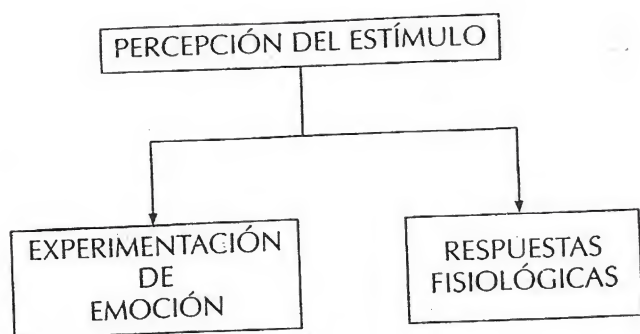 PERCEPCIÓN DEL ESTÍMULO
EXPERIMENTACIÓN
DE
EMOCIÓN
RESPUESTAS
FISIOLÓGICAS